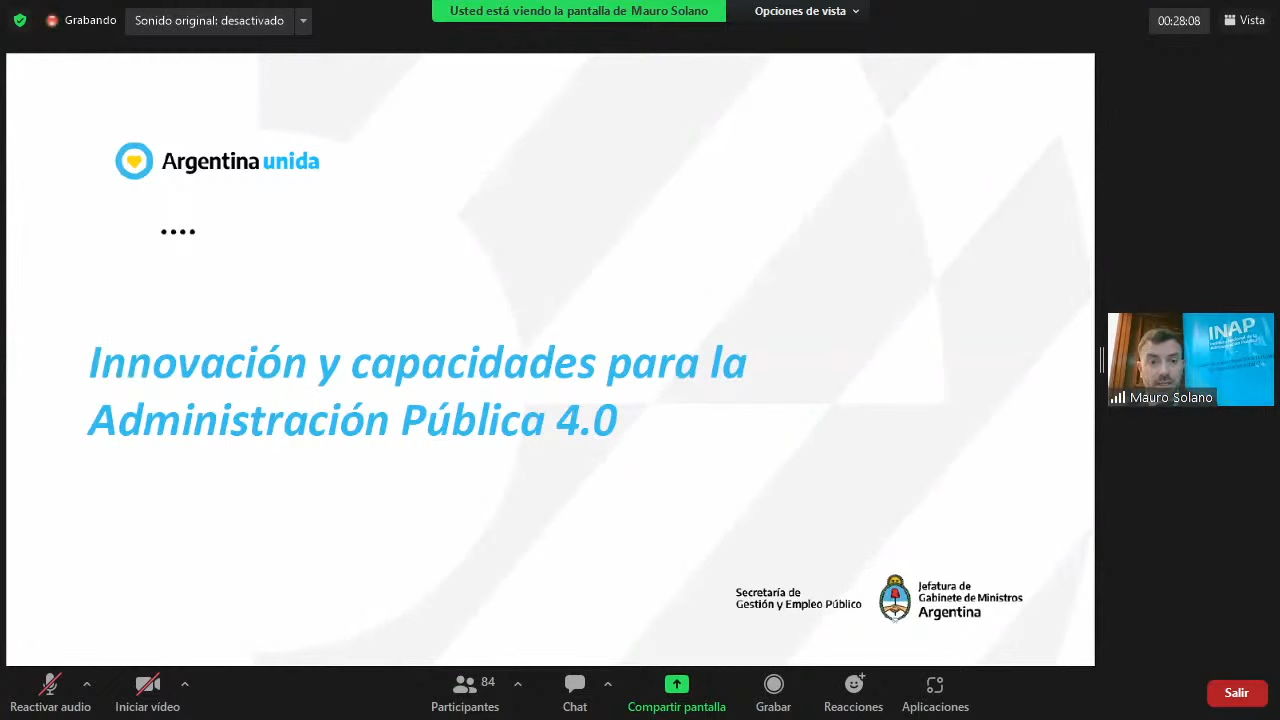 Grabando
Sonido original: desactivado
Usted está viendo la pantalla de Mauro Solano
Opciones de vista
00:28:08
Vista
Argentina unida
....
Innovación y capacidades para la
Administración Pública 4.0
INAP
Mauro Solano
Secretaría de
Gestión y Empleo Público
Jefatura de
Gabinete de Ministros
Argentina
Reactivar audio
Iniciar vídeo
84
Participantes
Chat
Compartir pantalla
Grabar
Reacciones
Aplicaciones
Salir